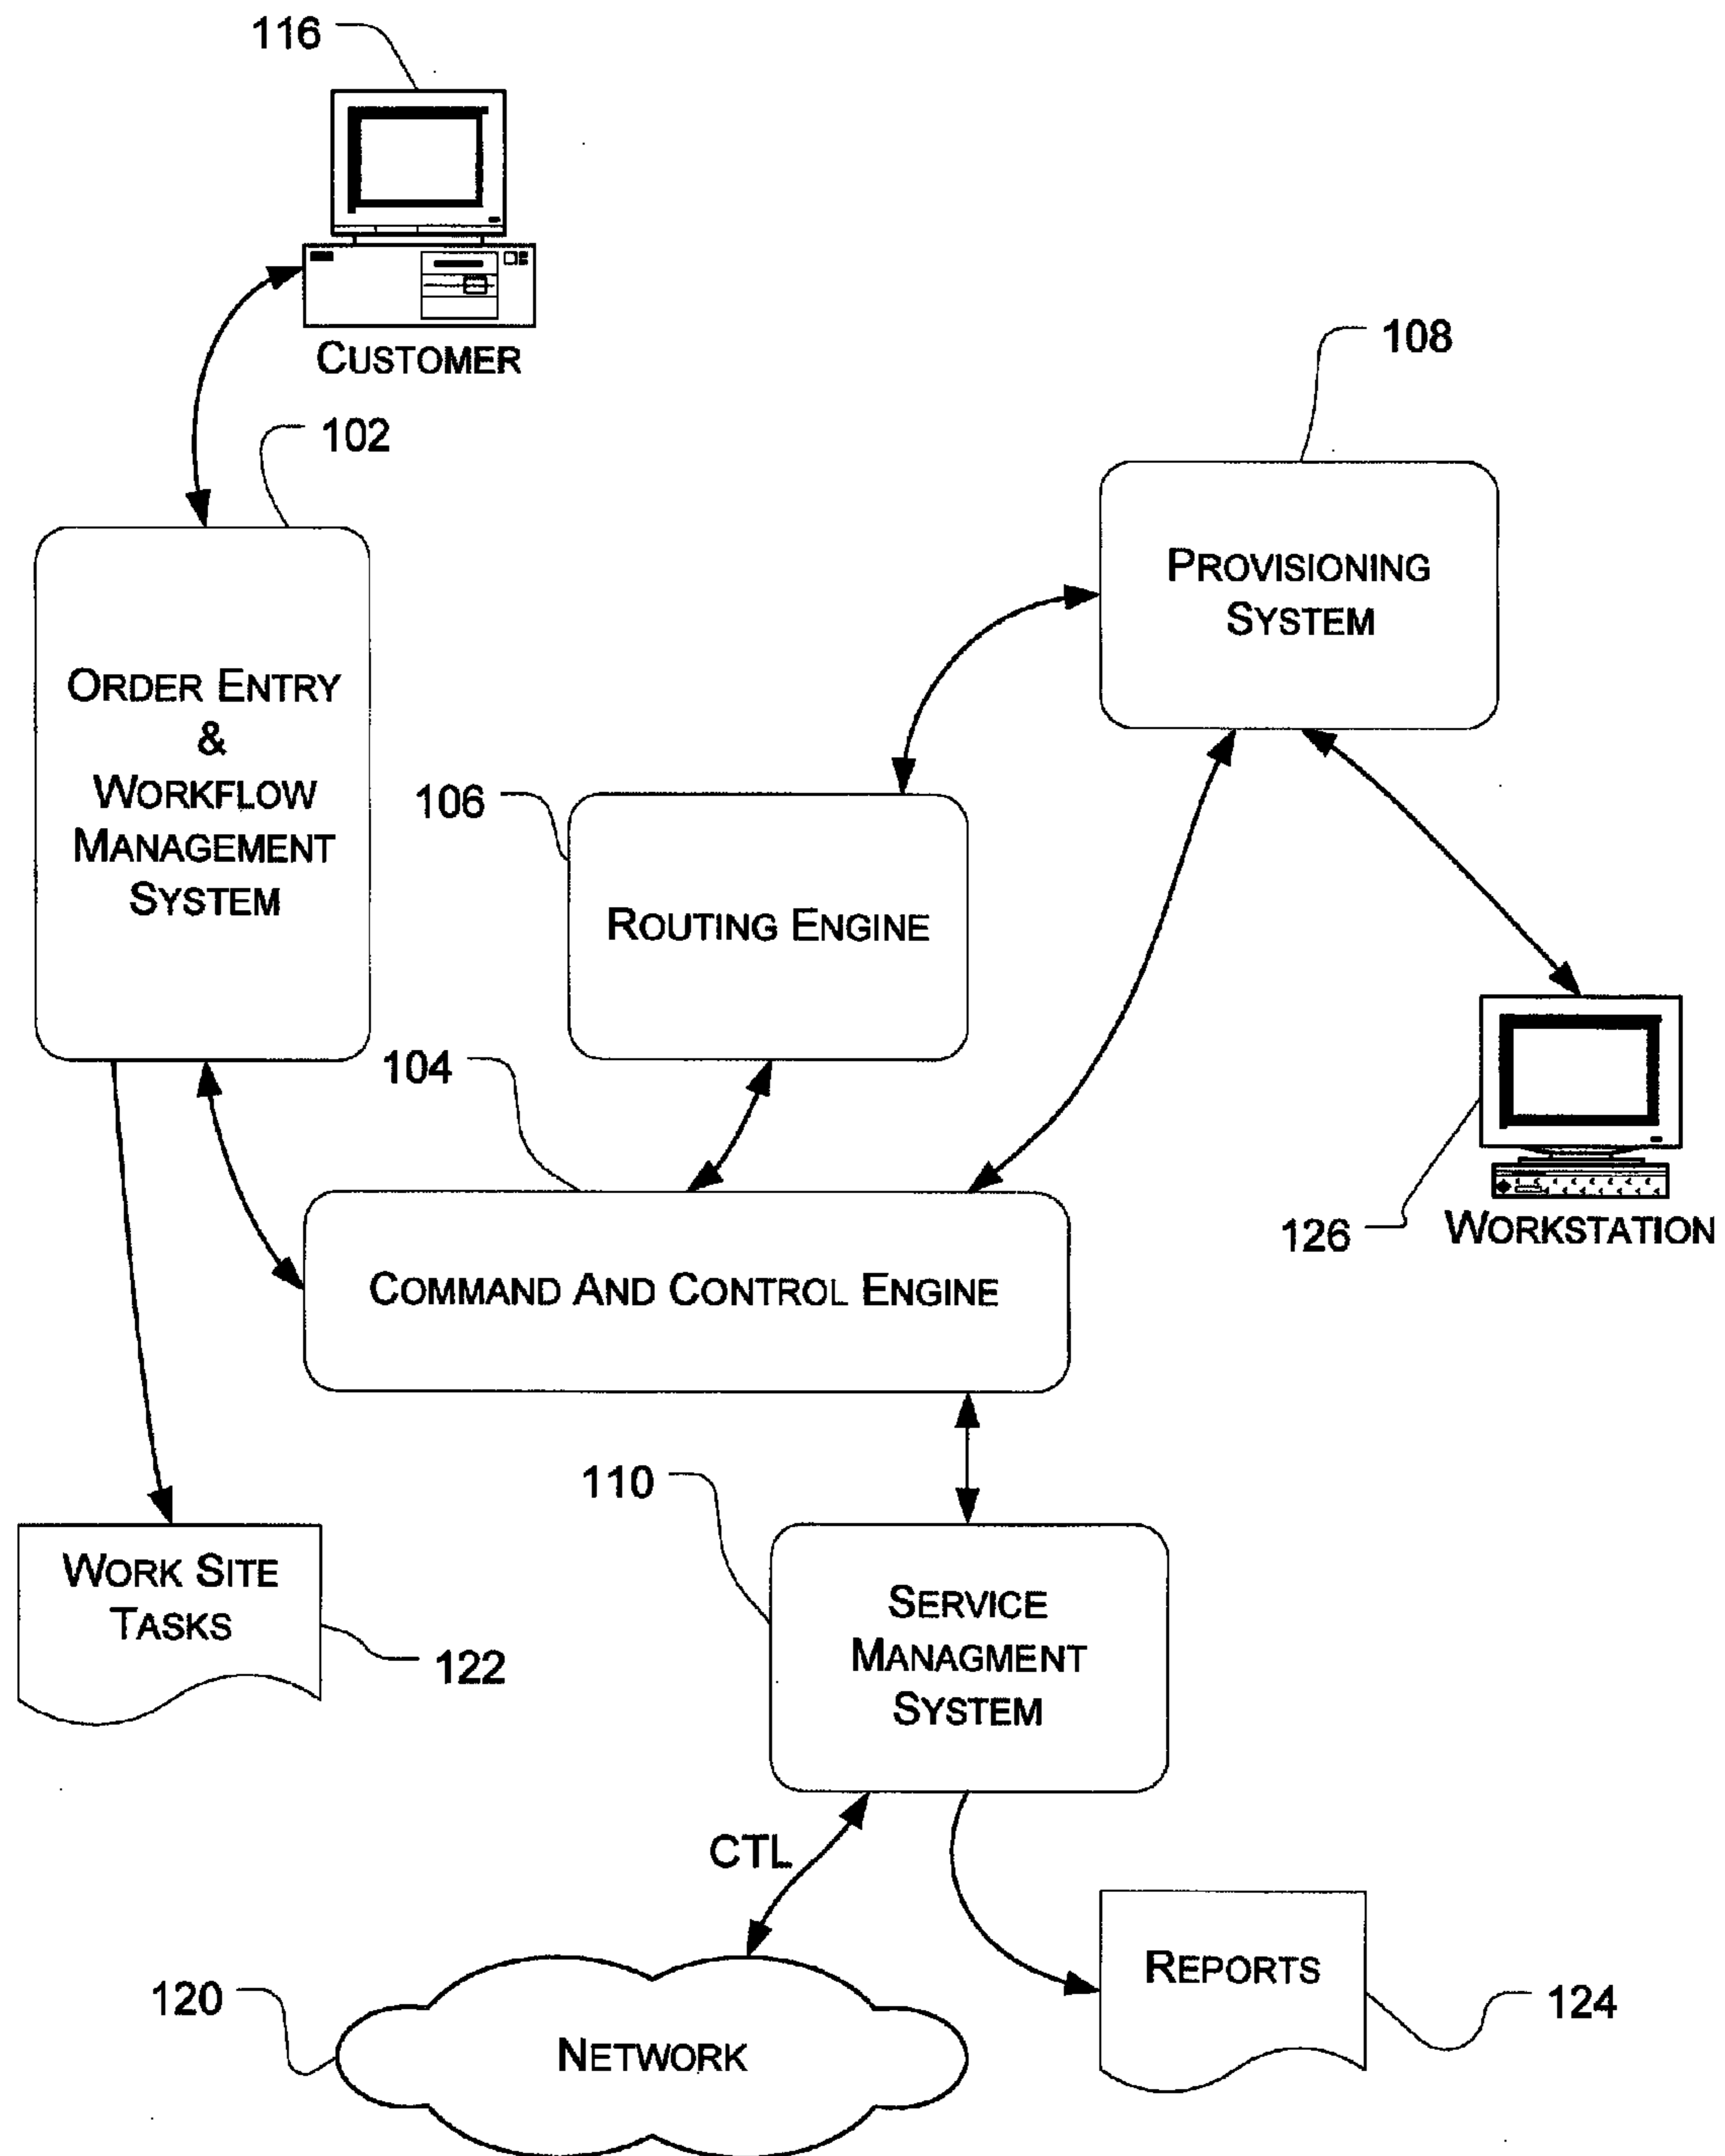 116
CUSTOMER
102
108
ORDER ENTRY
&
WORKFLOW
MANAGEMENT
SYSTEM
PROVISIONING
SYSTEM
106
ROUTING ENGINE
104
126
WORKSTATION
COMMAND AND CONTROL ENGINE
110
WORK SITE
TASKS
122
SERVICE
MANAGMENT
SYSTEM
CTL
REPORTS
124
120
NETWORK